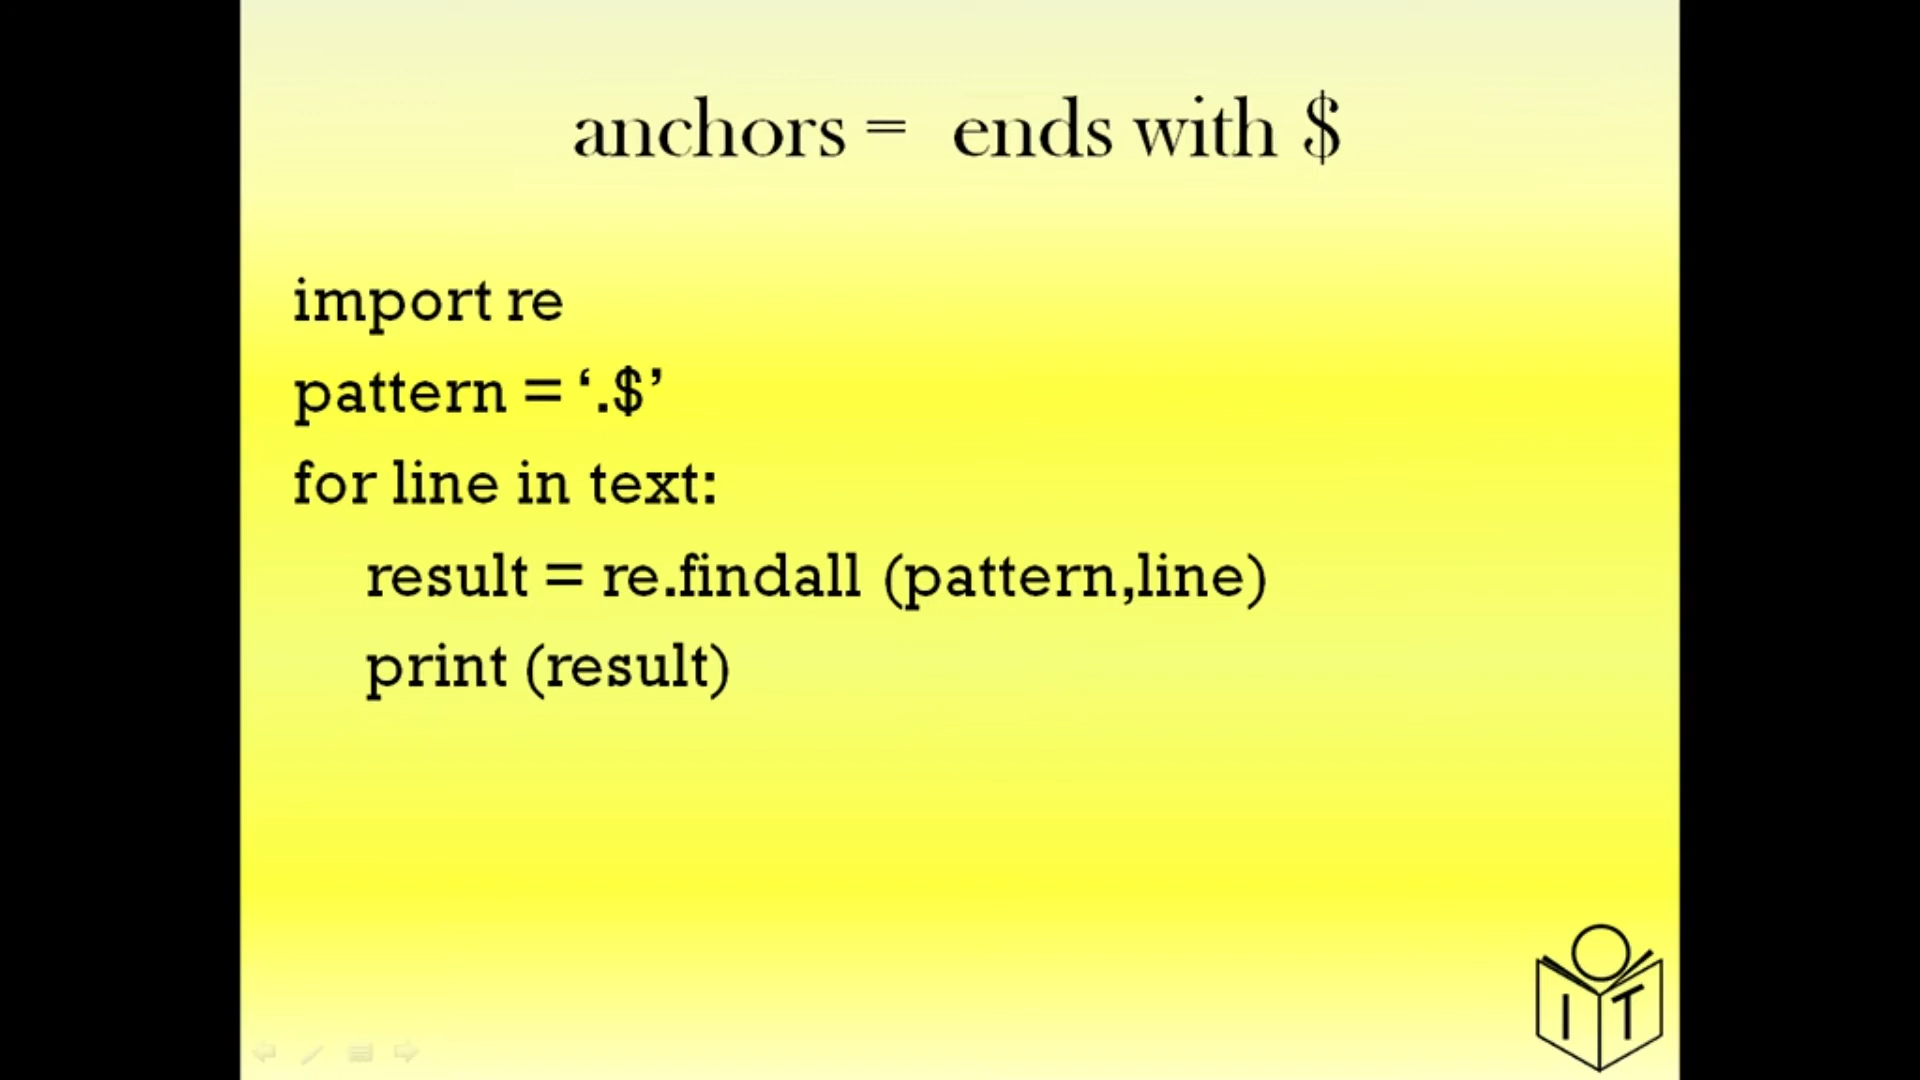 anchors = ends with $
import re
pattern = ‘.$’
for line in text:
result = re.findall (pattern,line)
print (result)
I T